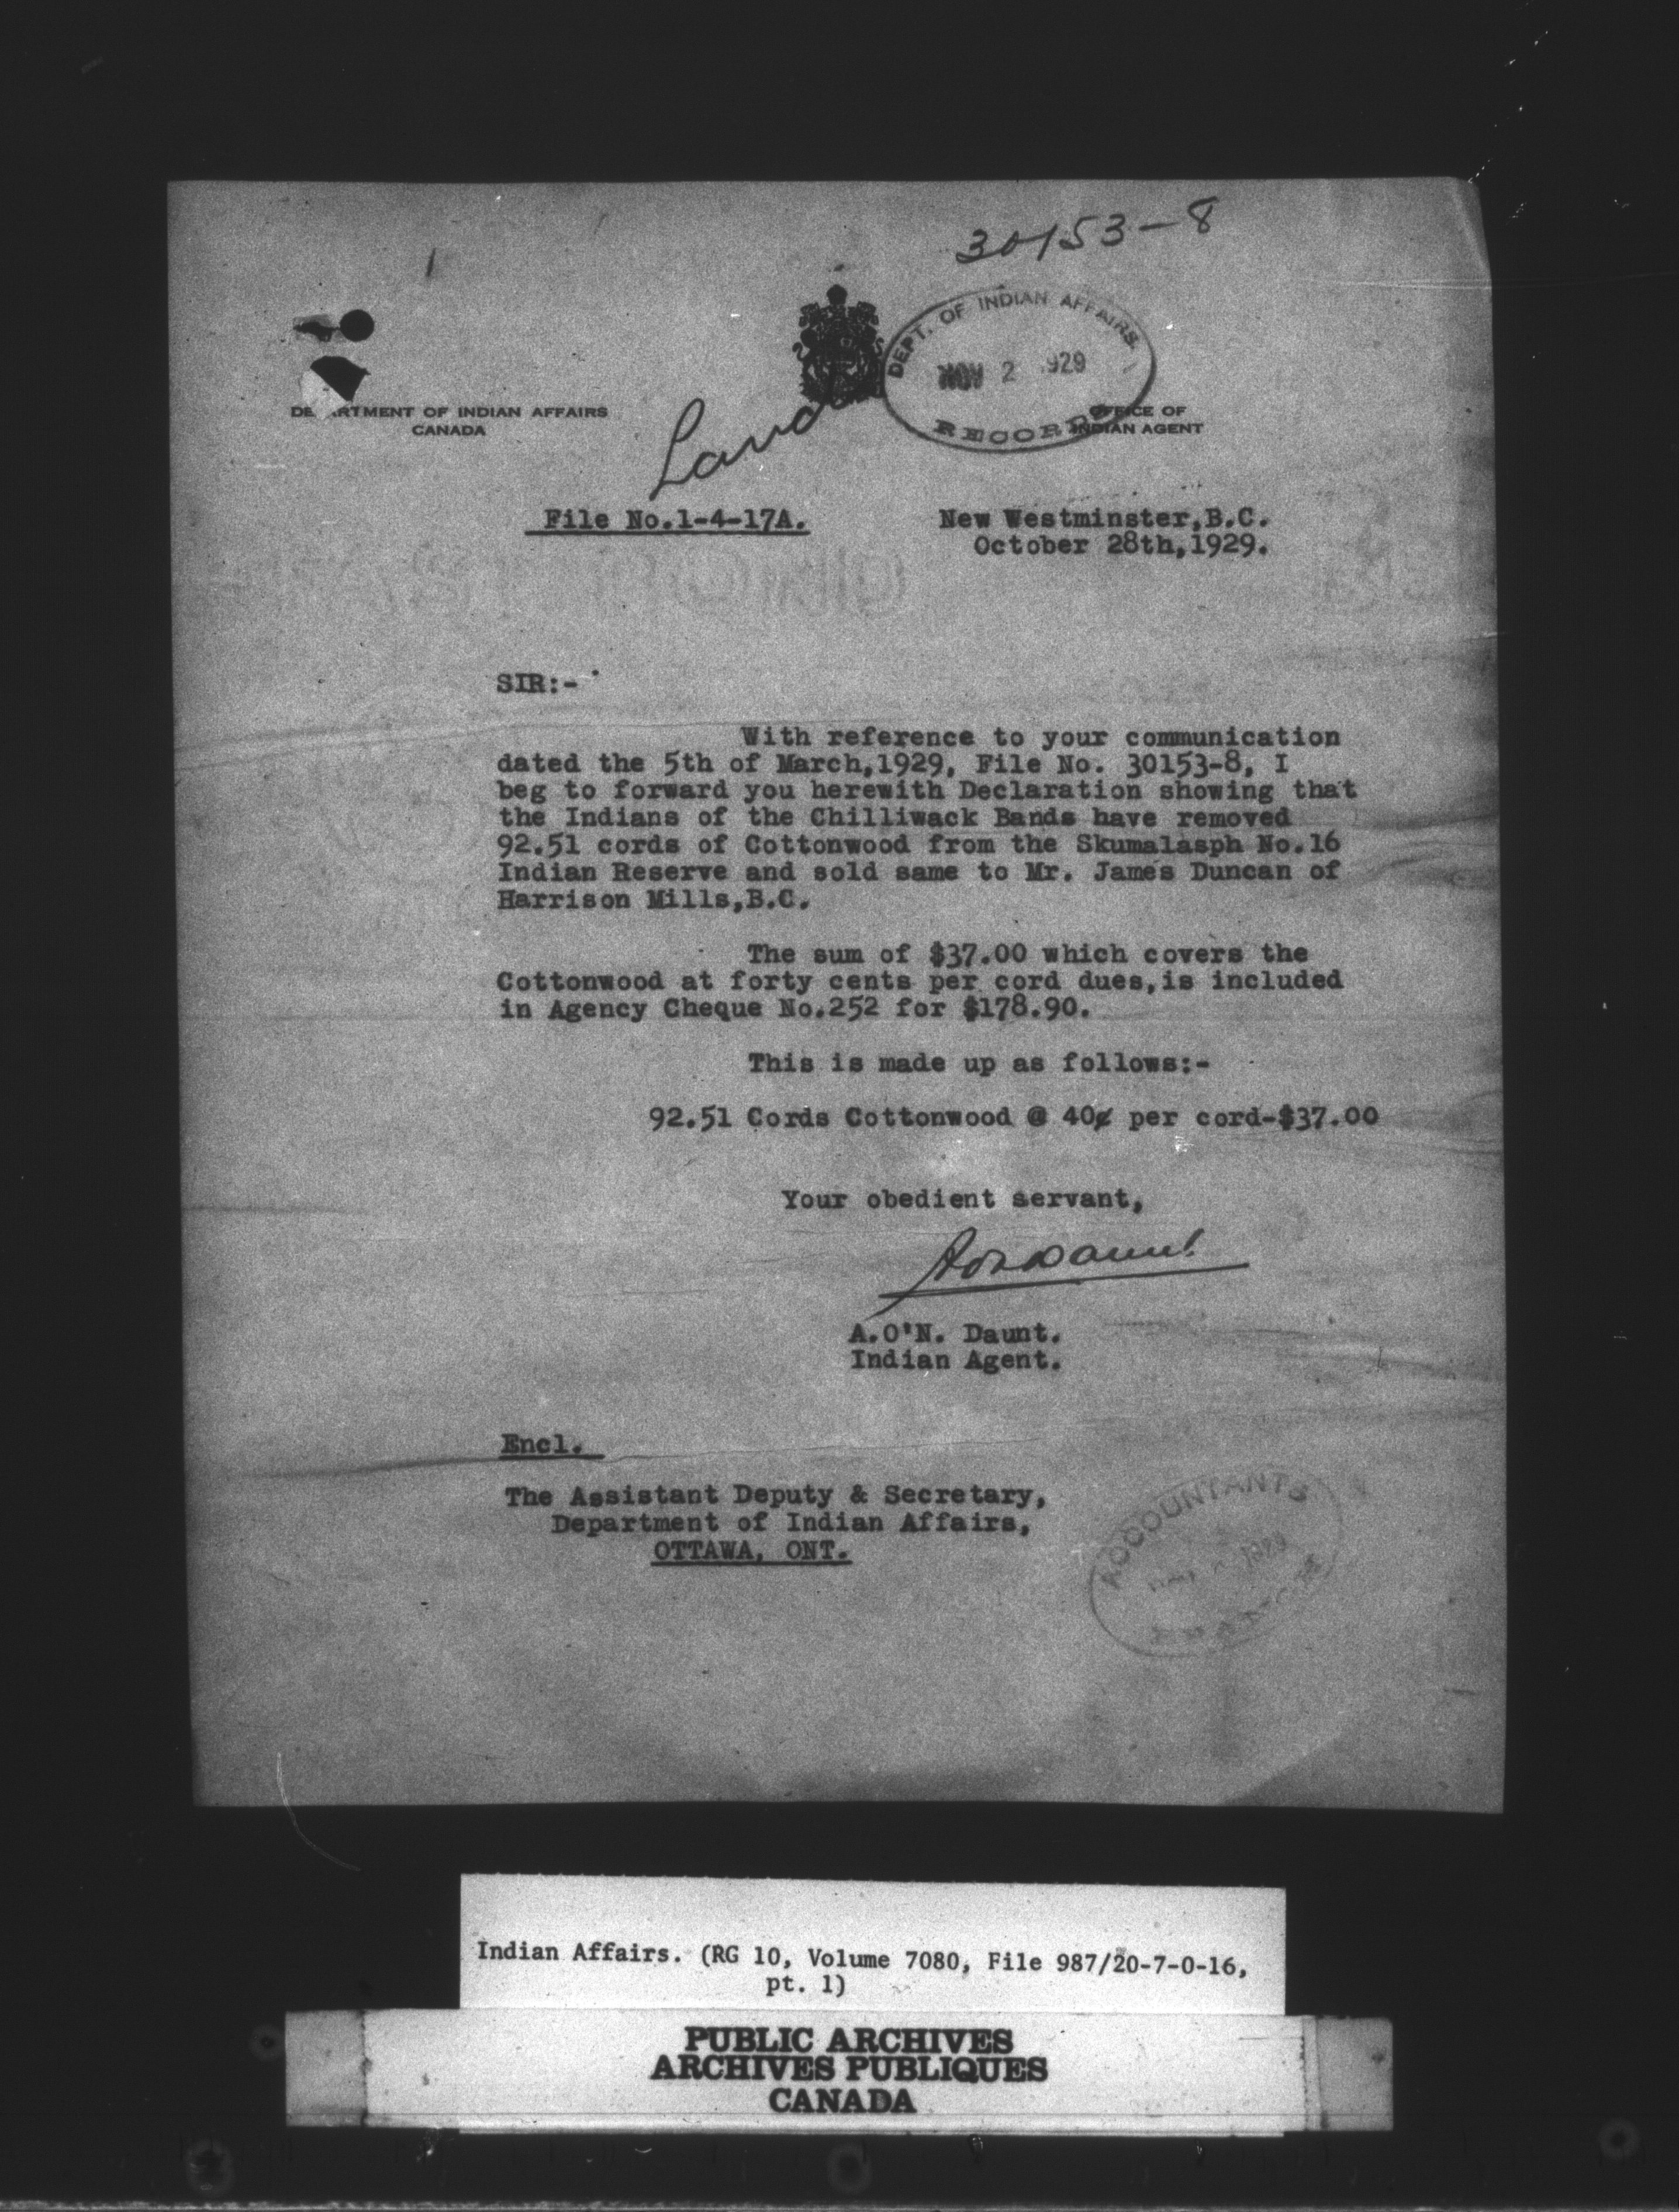 30153-8
DEPT. OF INDIAN AFFAIRS.
NOV 2 1929
RECORDS
DEPARTMENT OF INDIAN AFFAIRS
CANADA
OFFICE OF
INDIAN AGENT
File No.1-4-17A.
New Westminster,B.C.
October 28th,1929.
SIR:-
With reference to your communication
dated the 5th of March,1929, File No. 30153-8, I
beg to forward you herewith Declaration showing that
the Indians of the Chilliwack Bands have removed
92.51 cords of Cottonwood from the Skumalasph No.16
Indian Reserve and sold same to Mr. James Duncan of
Harrison Mills,B.C.
The sum of $37.00 which covers the
Cottonwood at forty cents per cord dues,is included
in Agency Cheque No.252 for $178.90.
This is made up as follows:-
92.51 Cords Cottonwood @ 40¢ per cord-$37.00
Your obedient servant,
A.O'N. Daunt.
Indian Agent.
Encl.
The Assistant Deputy & Secretary,
Department of Indian Affairs,
OTTAWA, ONT.
ACCOUNTANTS
Indian Affairs. (RG 10, Volume 7080, File 987/20-7-0-16,
pt. 1)
PUBLIC ARCHIVES
ARCHIVES PUBLIQUES
CANADA